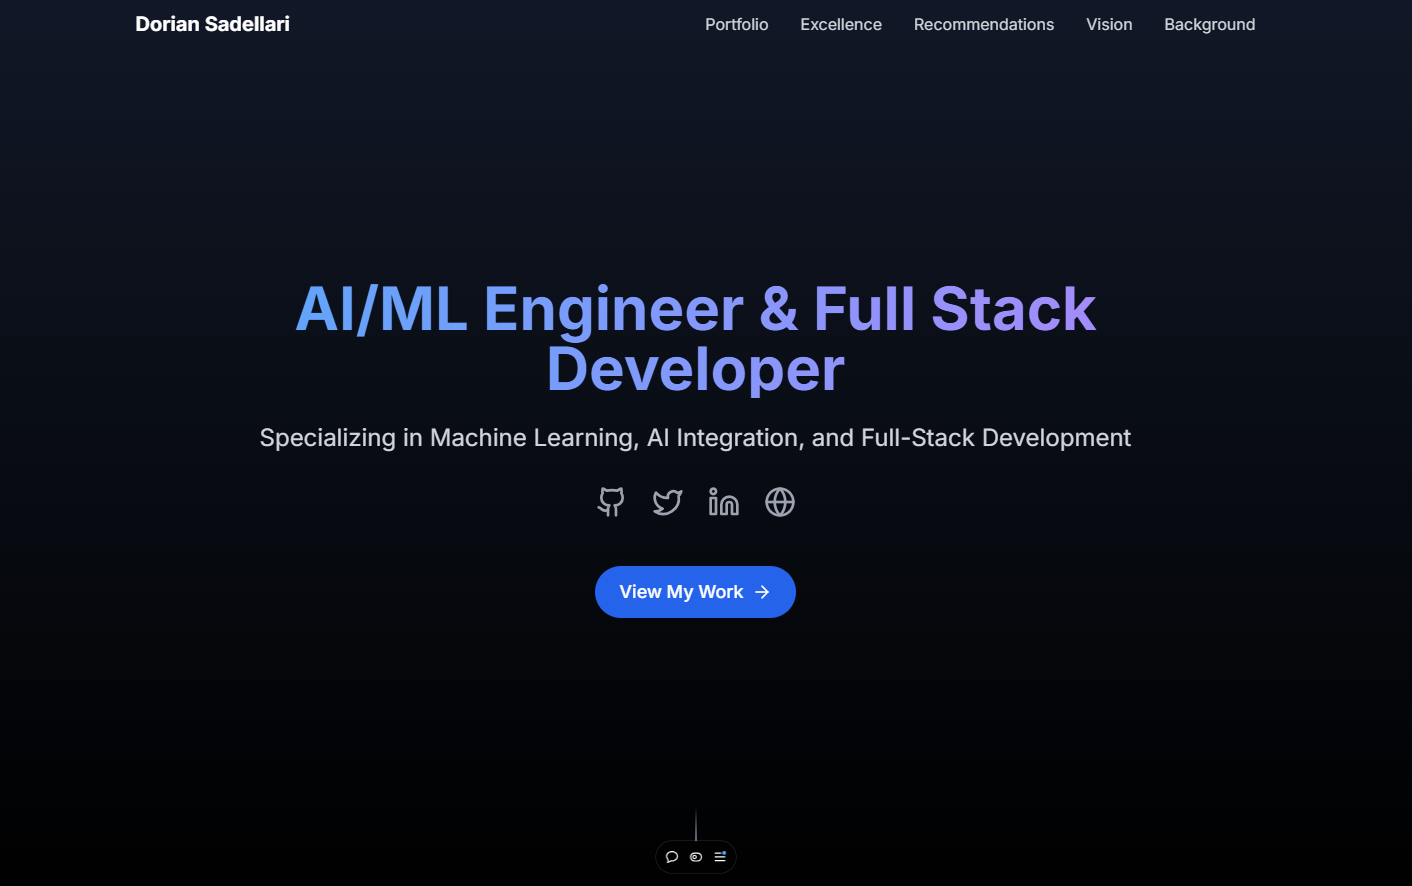 Dorian Sadellari
Portfolio
Excellence
Recommendations
Vision
Background
AI/ML Engineer & Full Stack
Developer
Specializing in Machine Learning, AI Integration, and Full-Stack Development
View My Work